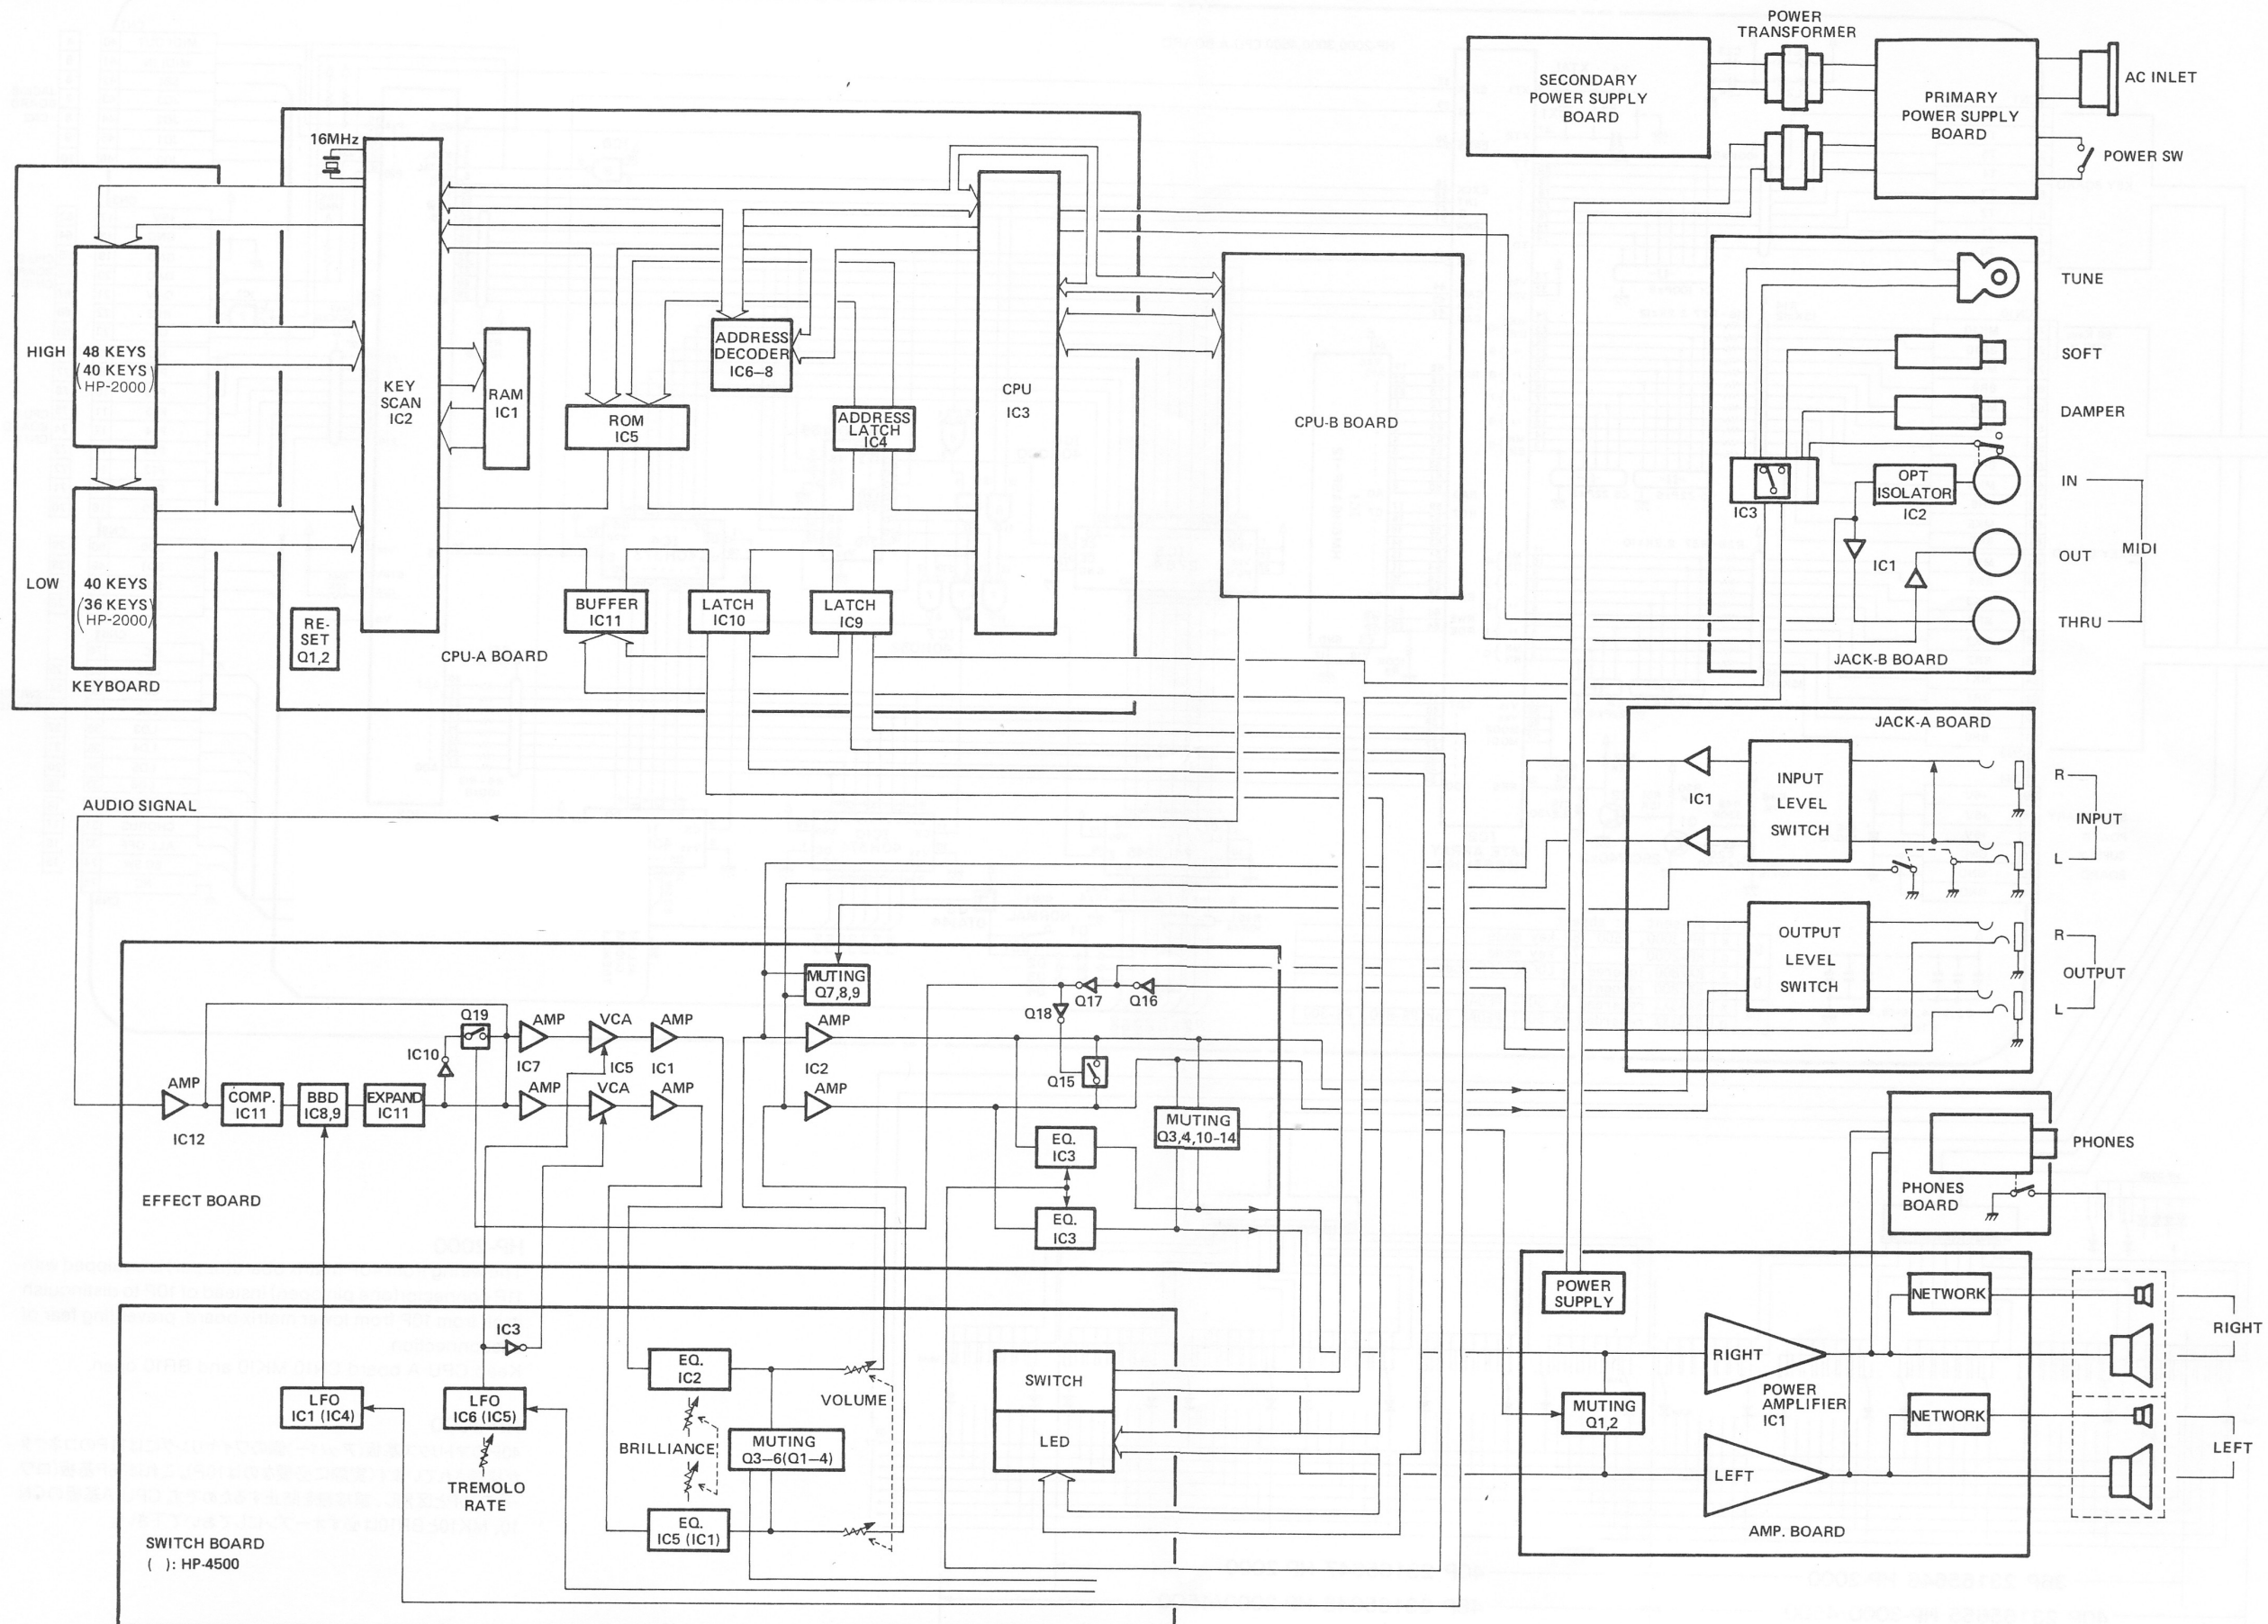 POWER
TRANSFORMER
SECONDARY
POWER SUPPLY
BOARD
PRIMARY
POWER SUPPLY
BOARD
AC INLET
POWER SW
16MHz
HIGH
48 KEYS
(40 KEYS
HP-2000)
LOW
40 KEYS
(36 KEYS
HP-2000)
KEYBOARD
KEY
SCAN
IC2
RAM
IC1
RE-
SET
Q1,2
ADDRESS
DECODER
IC6–8
ROM
IC5
ADDRESS
LATCH
IC4
CPU
IC3
BUFFER
IC11
LATCH
IC10
LATCH
IC9
CPU-A BOARD
CPU-B BOARD
TUNE
SOFT
DAMPER
IC3
OPT
ISOLATOR
IC2
IC1
IN
OUT
THRU
MIDI
JACK-B BOARD
JACK-A BOARD
IC1
INPUT
LEVEL
SWITCH
R
INPUT
L
OUTPUT
LEVEL
SWITCH
R
OUTPUT
L
AUDIO SIGNAL
MUTING
Q7,8,9
Q17
Q16
Q18
Q15
Q19
IC10
AMP
IC7
VCA
IC5
AMP
IC1
AMP
IC2
AMP
IC12
COMP.
IC11
BBD
IC8,9
EXPAND
IC11
AMP
VCA
AMP
AMP
MUTING
Q3,4,10-14
EQ.
IC3
EQ.
IC3
EFFECT BOARD
PHONES
PHONES
BOARD
POWER
SUPPLY
NETWORK
RIGHT
POWER
AMPLIFIER
IC1
MUTING
Q1,2
NETWORK
LEFT
AMP. BOARD
RIGHT
LEFT
IC3
LFO
IC1 (IC4)
LFO
IC6 (IC5)
TREMOLO
RATE
EQ.
IC2
VOLUME
BRILLIANCE
MUTING
Q3–6(Q1–4)
EQ.
IC5 (IC1)
SWITCH
LED
SWITCH BOARD
( ): HP-4500